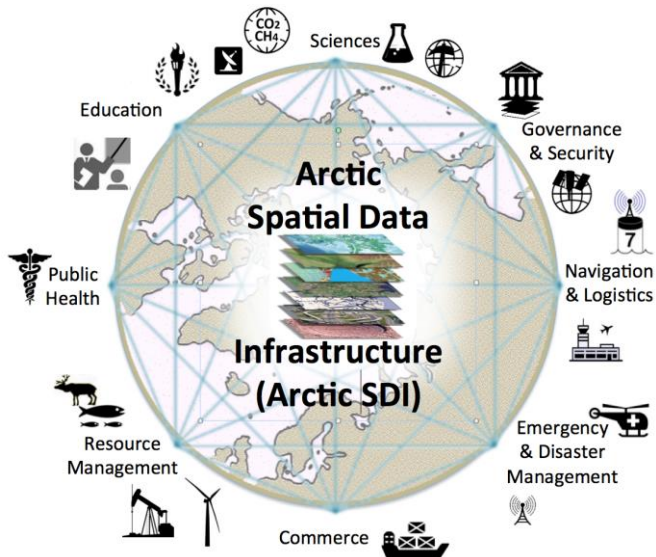 CO2
CH4
Sciences
Education
Governance
& Security
Arctic
Spatial Data
7
Public
Health
Navigation
& Logistics
Infrastructure
(Arctic SDI)
Resource
Management
Emergency
& Disaster
Management
Commerce